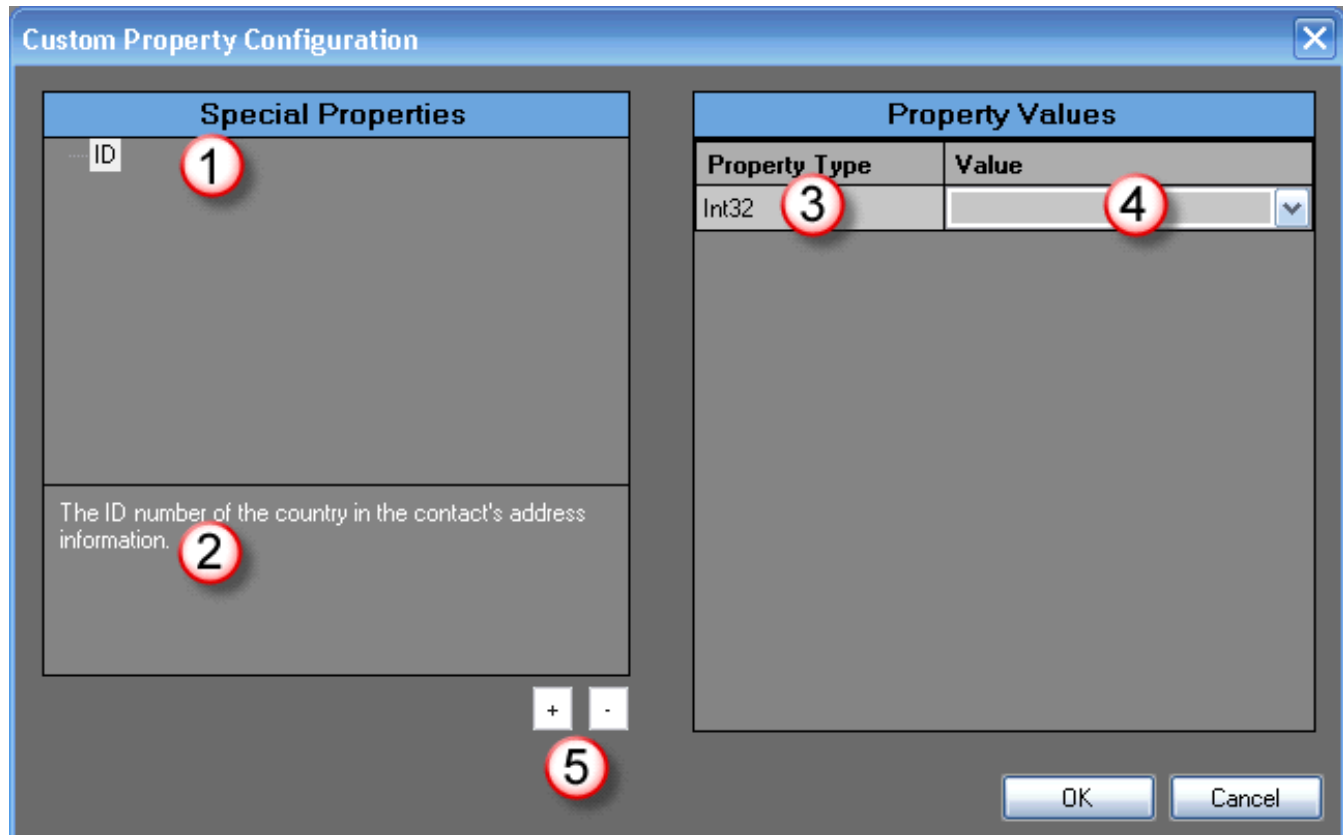 Custom Property Configuration
Special Properties
ID
1
The ID number of the country in the contact's address
information.
2
+ -
5
Property Values
Property Type Value
Int32 3 4
OK Cancel